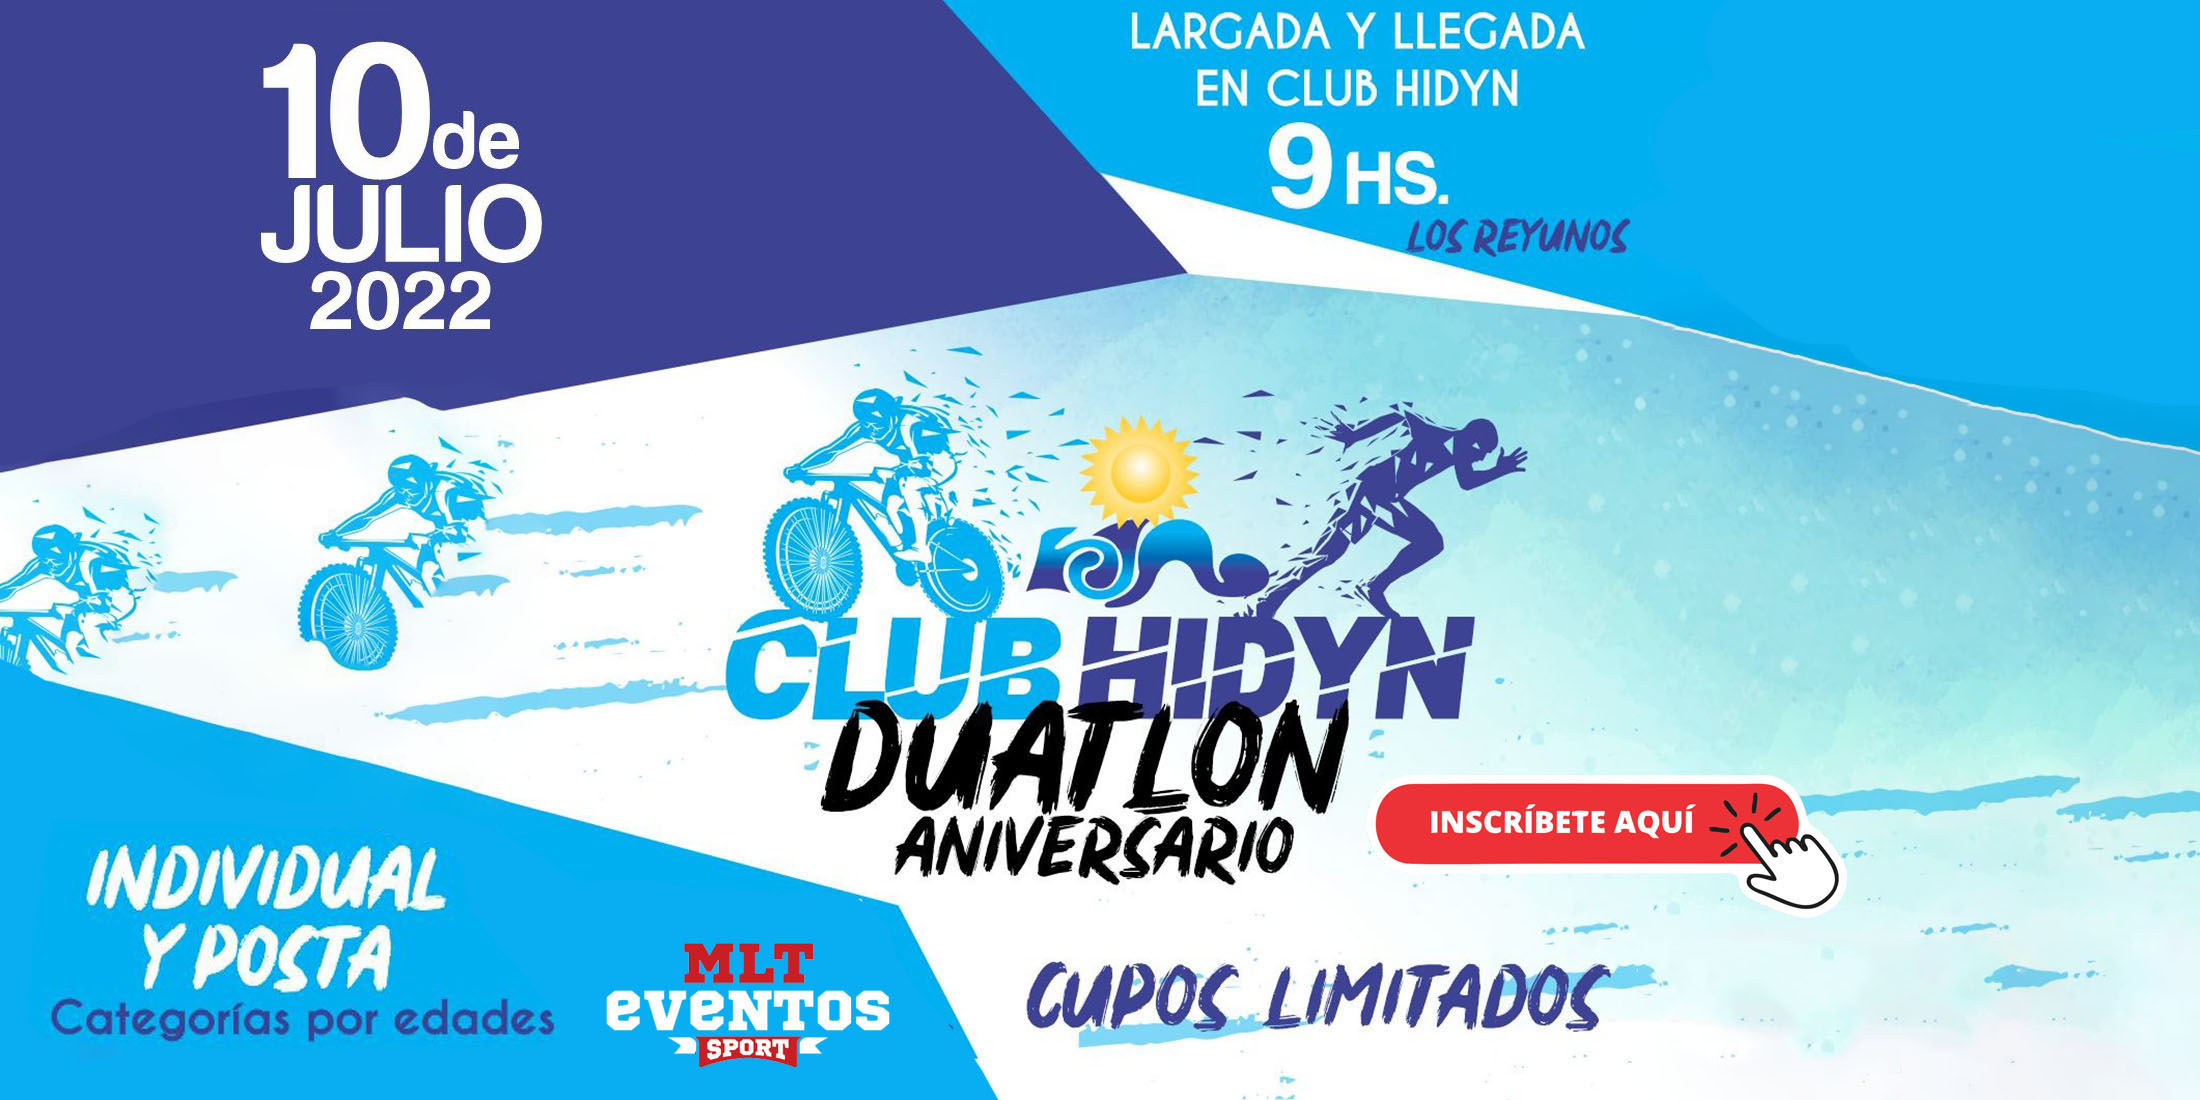 10 de
JULIO
2022
LARGADA Y LLEGADA
EN CLUB HIDYN
9 HS.
LOS REYUNOS
CLUB HIDYN
DUATLON
ANIVERSARIO
INSCRÍBETE AQUÍ
INDIVIDUAL
Y POSTA
Categorías por edades
MLT
eventos
SPORT
CUPOS LIMITADOS